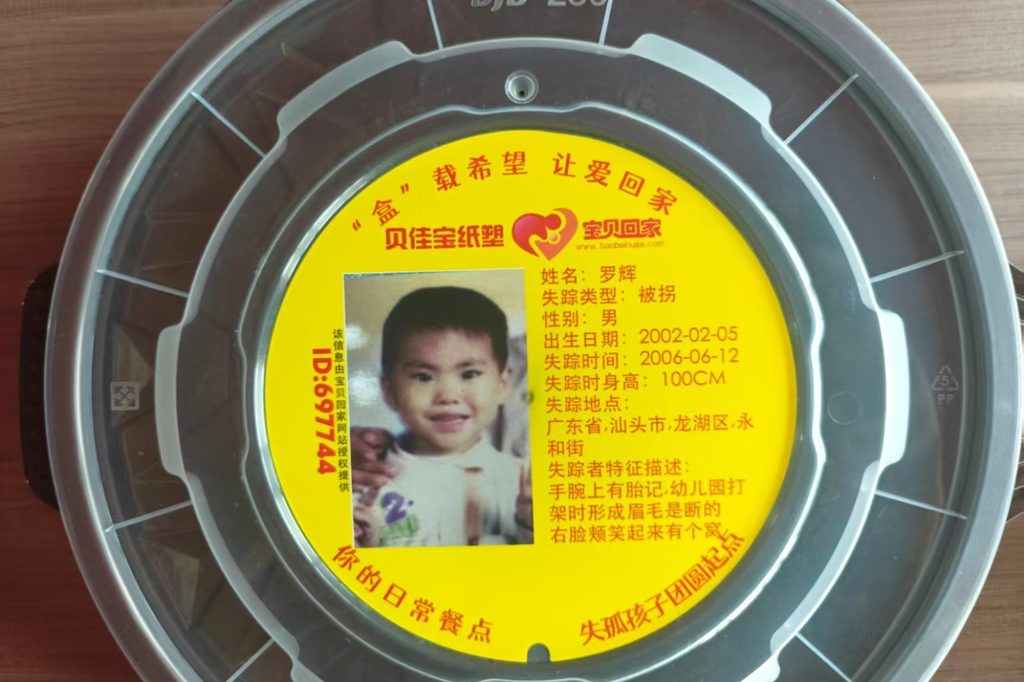 "盒"载希望 让爱回家
贝佳宝纸塑
宝贝回家
www.baobeihuijia.com
姓名：罗辉
失踪类型：被拐
性别：男
出生日期：2002-02-05
失踪时间：2006-06-12
失踪时身高：100CM
失踪地点：
广东省,汕头市,龙湖区,永
和街
失踪者特征描述：
手腕上有胎记,幼儿园打
架时形成眉毛是断的
右脸颊笑起来有个窝
该信息由宝贝回家网站授权提供
ID:697744
你的日常餐点
失孤孩子团圆起点
5
PP